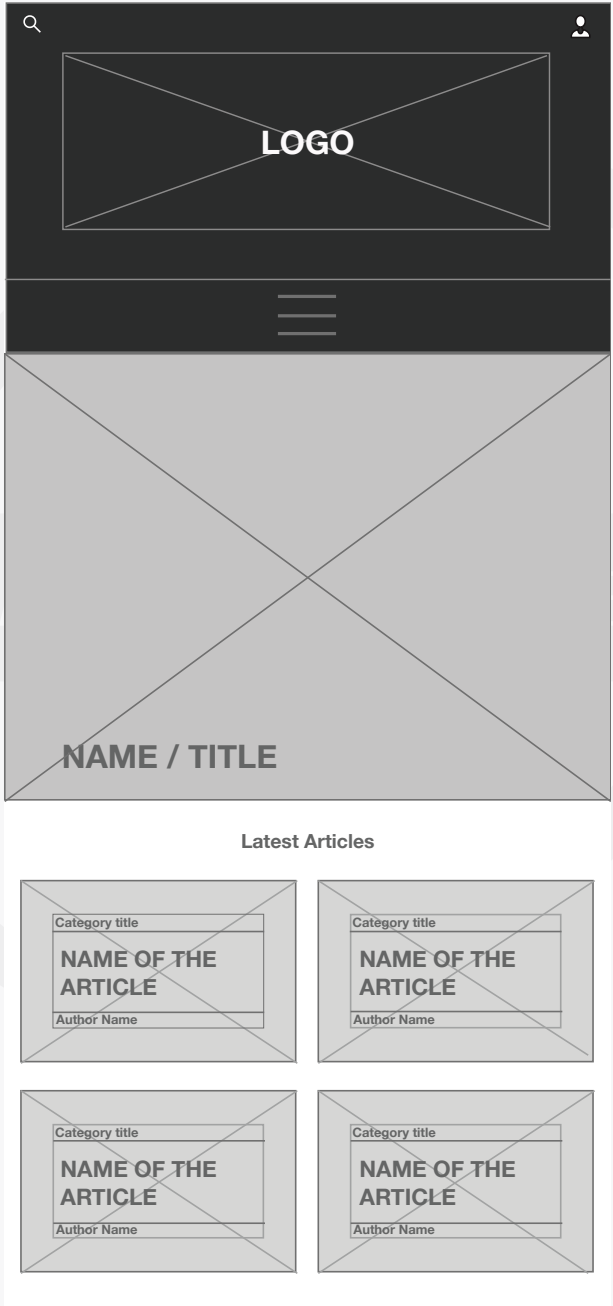 LOGO
NAME / TITLE
Latest Articles
Category title
NAME OF THE
ARTICLE
Author Name
Category title
NAME OF THE
ARTICLE
Author Name
Category title
NAME OF THE
ARTICLE
Author Name
Category title
NAME OF THE
ARTICLE
Author Name